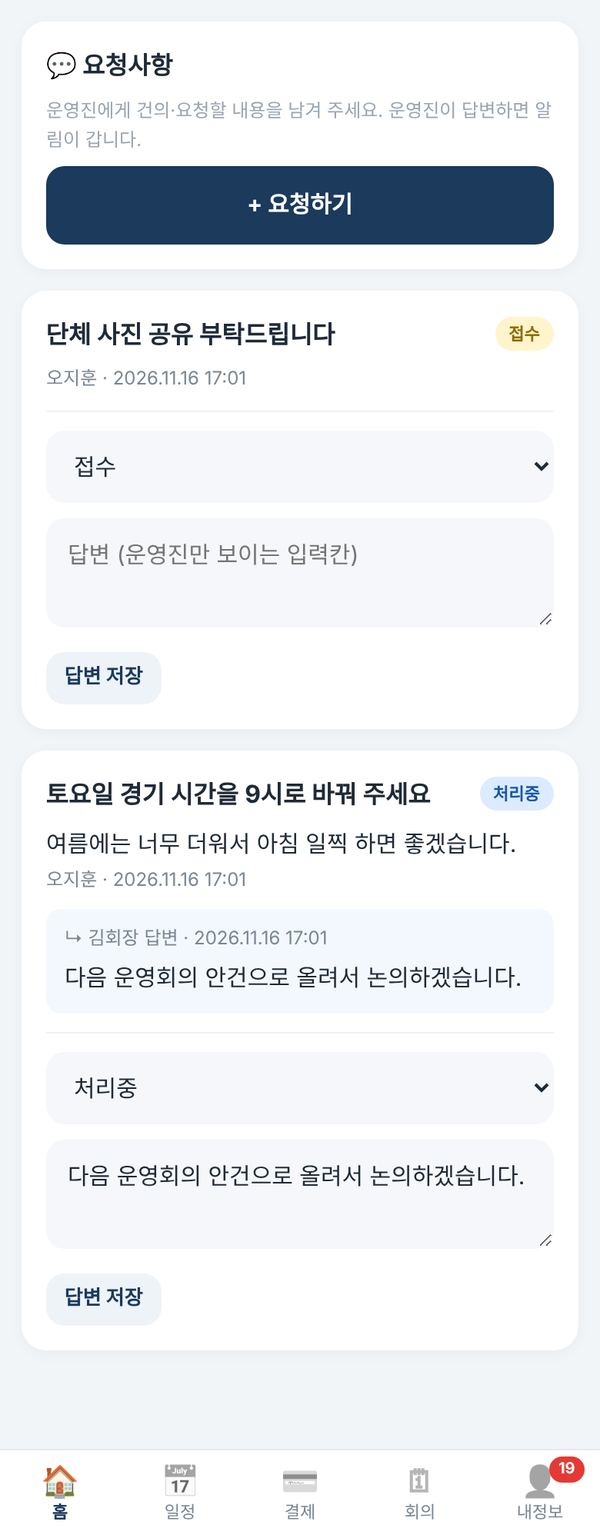 💬 요청사항
운영진에게 건의·요청할 내용을 남겨 주세요. 운영진이 답변하면 알
림이 갑니다.
+ 요청하기
단체 사진 공유 부탁드립니다
접수
오지훈 · 2026.11.16 17:01
접수
답변 (운영진만 보이는 입력칸)
답변 저장
토요일 경기 시간을 9시로 바꿔 주세요
처리중
여름에는 너무 더워서 아침 일찍 하면 좋겠습니다.
오지훈 · 2026.11.16 17:01
↳ 김회장 답변 · 2026.11.16 17:01
다음 운영회의 안건으로 올려서 논의하겠습니다.
처리중
다음 운영회의 안건으로 올려서 논의하겠습니다.
답변 저장
July
17
19
홈
일정
결제
회의
내정보